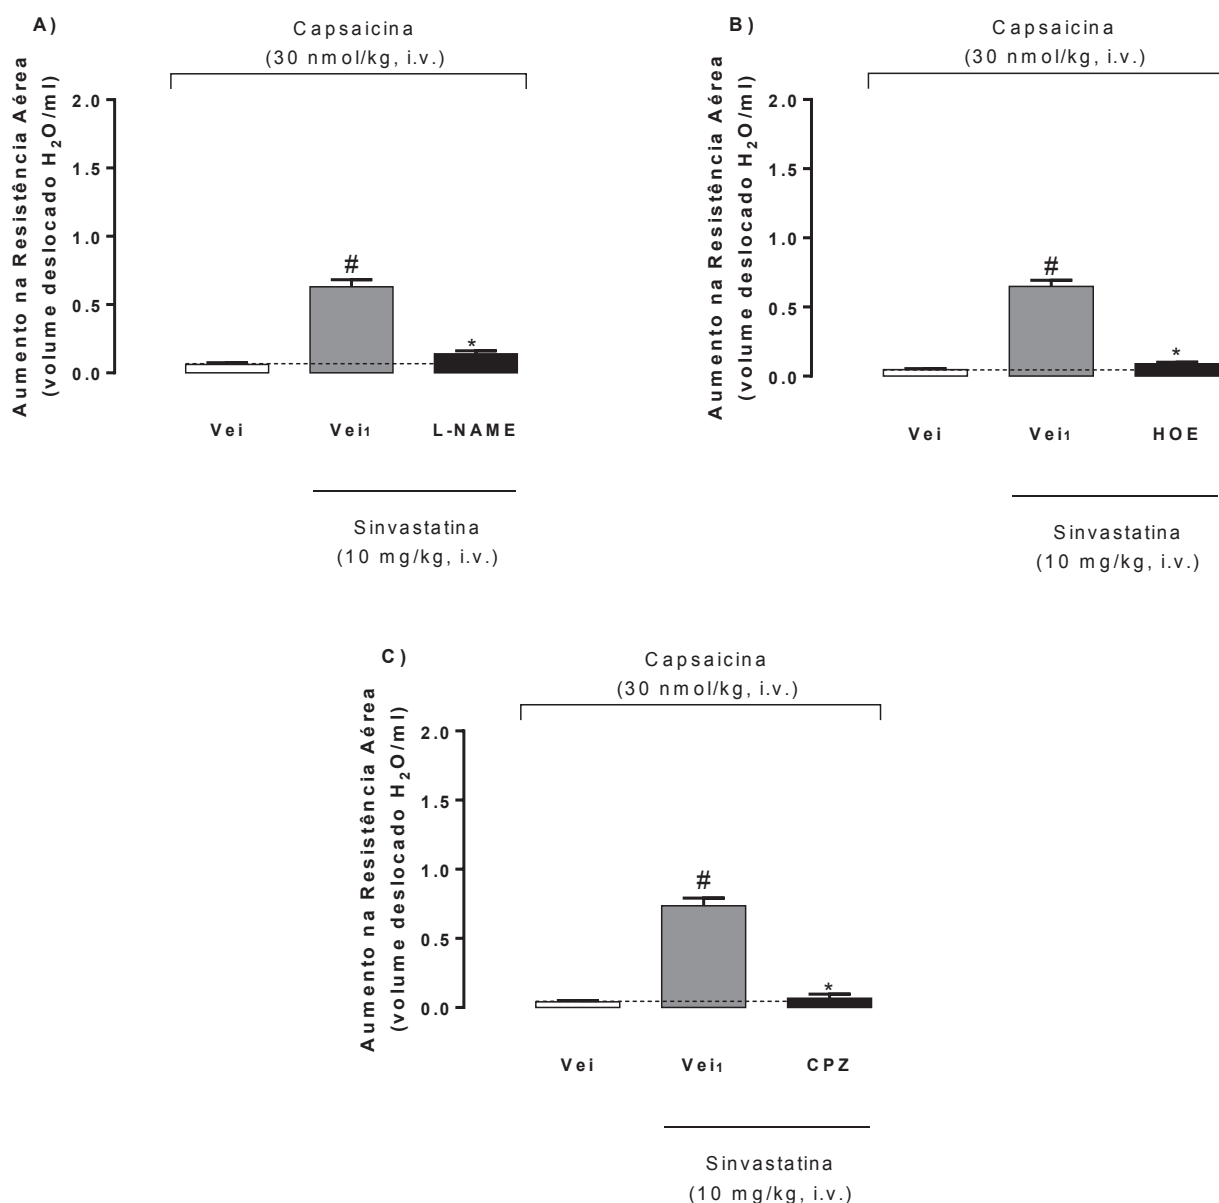 A)
Capsaicina
(30 nmol/kg, i.v.)
Aumento na Resistência Aérea
(volume deslocado H₂O/ml)
2.0
1.5
1.0
0.5
0.0
#
*
Vei
Vei₁
L-NAME
Sinvastatina
(10 mg/kg, i.v.)
B)
Capsaicina
(30 nmol/kg, i.v.)
Aumento na Resistência Aérea
(volume deslocado H₂O/ml)
2.0
1.5
1.0
0.5
0.0
#
*
Vei
Vei₁
HOE
Sinvastatina
(10 mg/kg, i.v.)
C)
Capsaicina
(30 nmol/kg, i.v.)
Aumento na Resistência Aérea
(volume deslocado H₂O/ml)
2.0
1.5
1.0
0.5
0.0
#
*
Vei
Vei₁
CPZ
Sinvastatina
(10 mg/kg, i.v.)